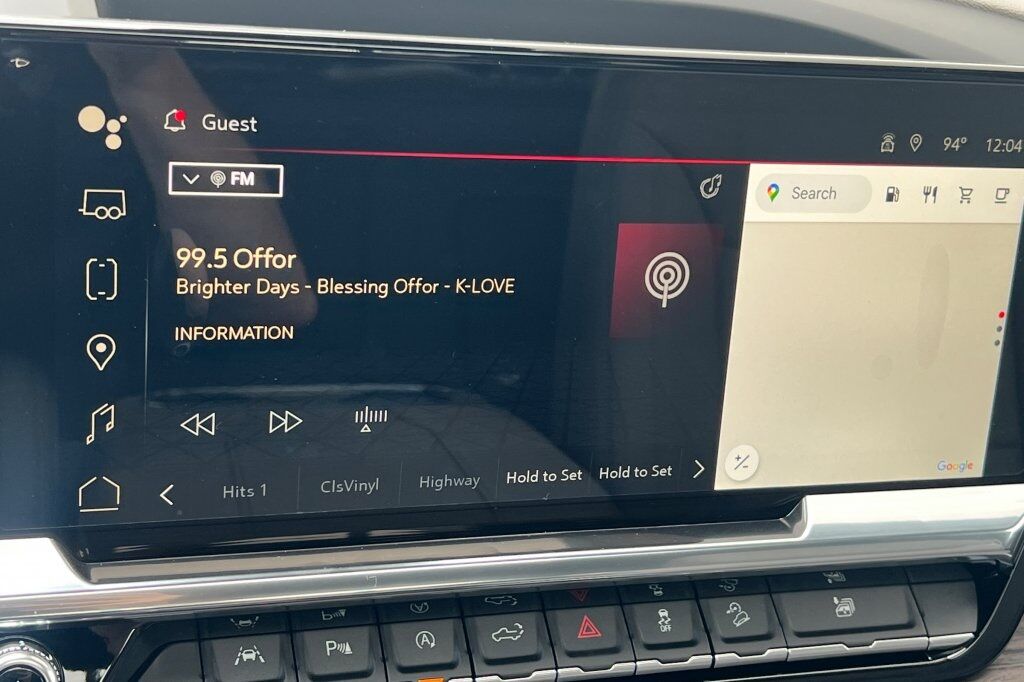 Guest
94° 12:04
FM
Search
99.5 Offor
Brighter Days - Blessing Offor - K-LOVE
INFORMATION
Hits 1
ClsVinyl
Highway
Hold to Set
Hold to Set
Google
P
A
OFF